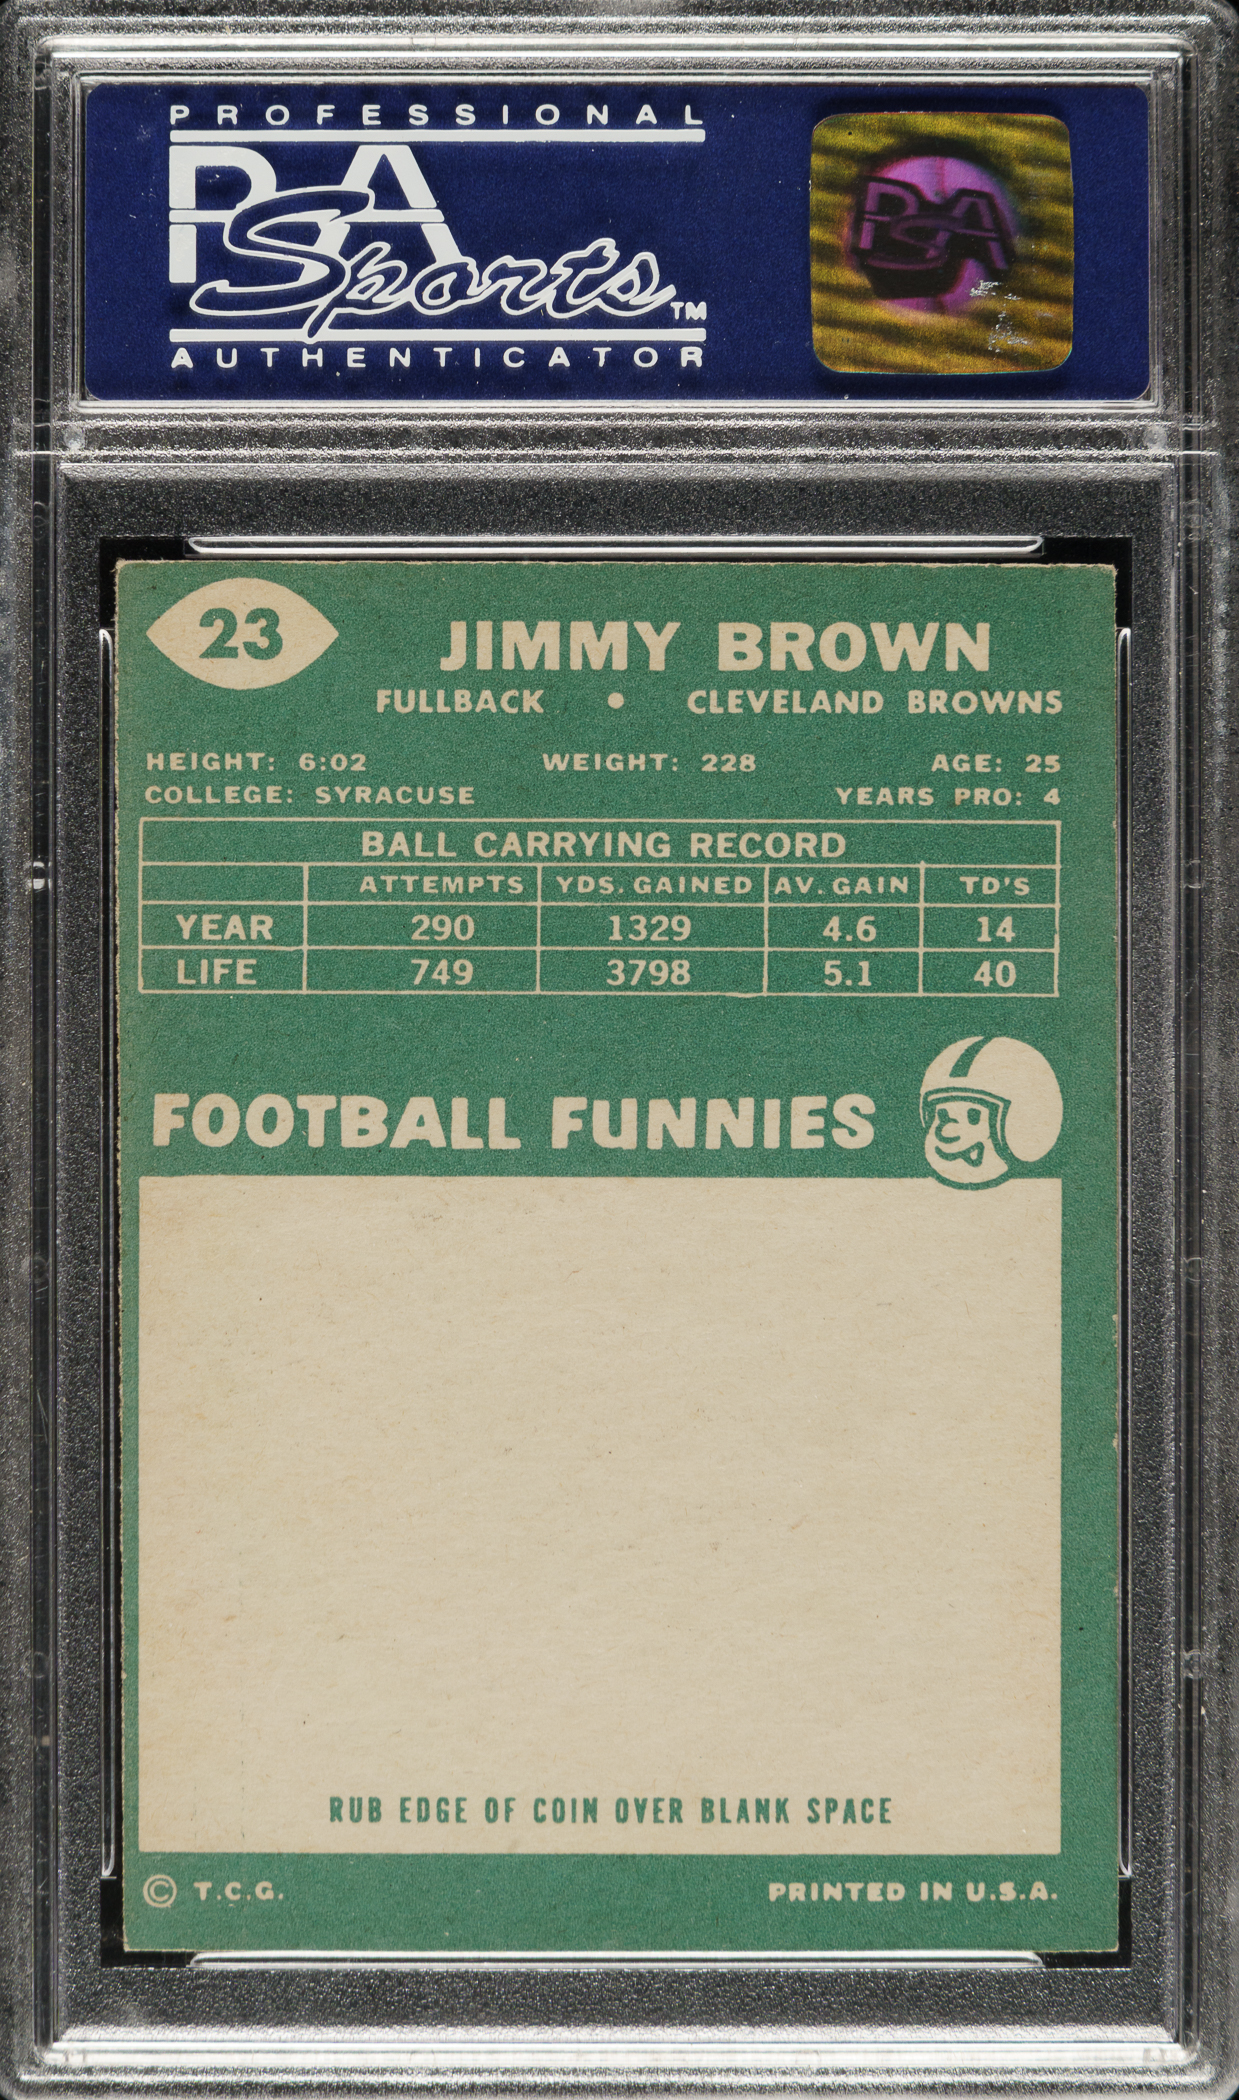 PROFESSIONAL
PSA
Sports™
AUTHENTICATOR
PSA
23
JIMMY BROWN
FULLBACK • CLEVELAND BROWNS
HEIGHT: 6:02 WEIGHT: 228 AGE: 25
COLLEGE: SYRACUSE YEARS PRO: 4
BALL CARRYING RECORD
ATTEMPTS YDS. GAINED AV. GAIN TD'S
YEAR 290 1329 4.6 14
LIFE 749 3798 5.1 40
FOOTBALL FUNNIES
RUB EDGE OF COIN OVER BLANK SPACE
© T.C.G. PRINTED IN U.S.A.